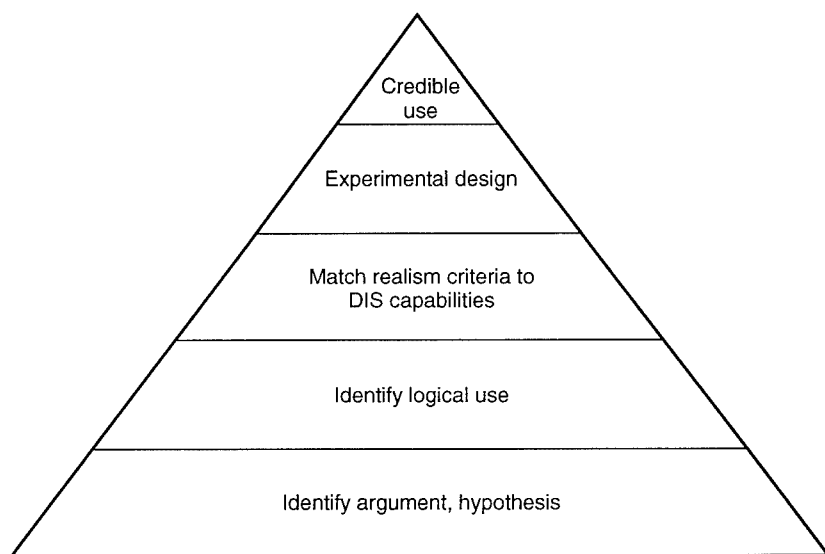 Credible
use
Experimental design
Match realism criteria to
DIS capabilities
Identify logical use
Identify argument, hypothesis